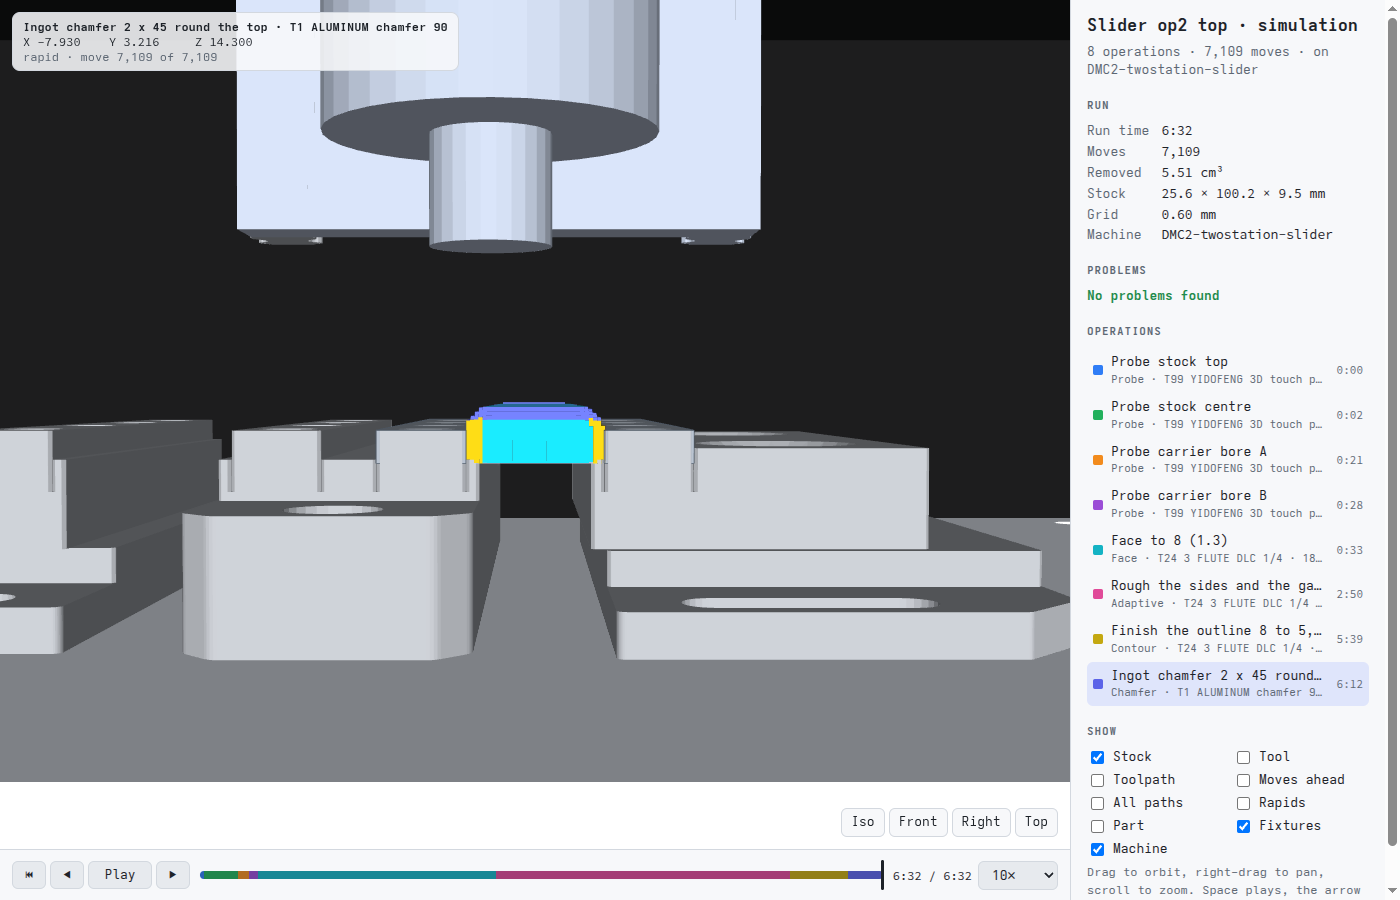 Ingot chamfer 2 x 45 round the top · T1 ALUMINUM chamfer 90
X -7.930 Y 3.216 Z 14.300
rapid · move 7,109 of 7,109
Slider op2 top · simulation
8 operations · 7,109 moves · on
DMC2-twostation-slider
RUN
Run time 6:32
Moves 7,109
Removed 5.51 cm³
Stock 25.6 × 100.2 × 9.5 mm
Grid 0.60 mm
Machine DMC2-twostation-slider
PROBLEMS
No problems found
OPERATIONS
Probe stock top
Probe · T99 YIDOFENG 3D touch p… 0:00
Probe stock centre
Probe · T99 YIDOFENG 3D touch p… 0:02
Probe carrier bore A
Probe · T99 YIDOFENG 3D touch p… 0:21
Probe carrier bore B
Probe · T99 YIDOFENG 3D touch p… 0:28
Face to 8 (1.3)
Face · T24 3 FLUTE DLC 1/4 · 18… 0:33
Rough the sides and the ga…
Adaptive · T24 3 FLUTE DLC 1/4 … 2:50
Finish the outline 8 to 5,…
Contour · T24 3 FLUTE DLC 1/4 ·… 5:39
Ingot chamfer 2 x 45 round…
Chamfer · T1 ALUMINUM chamfer 9… 6:12
SHOW
Stock Tool
Toolpath Moves ahead
All paths Rapids
Part Fixtures
Machine
Drag to orbit, right-drag to pan,
scroll to zoom. Space plays, the arrow
Iso Front Right Top
Play 6:32 / 6:32 10×